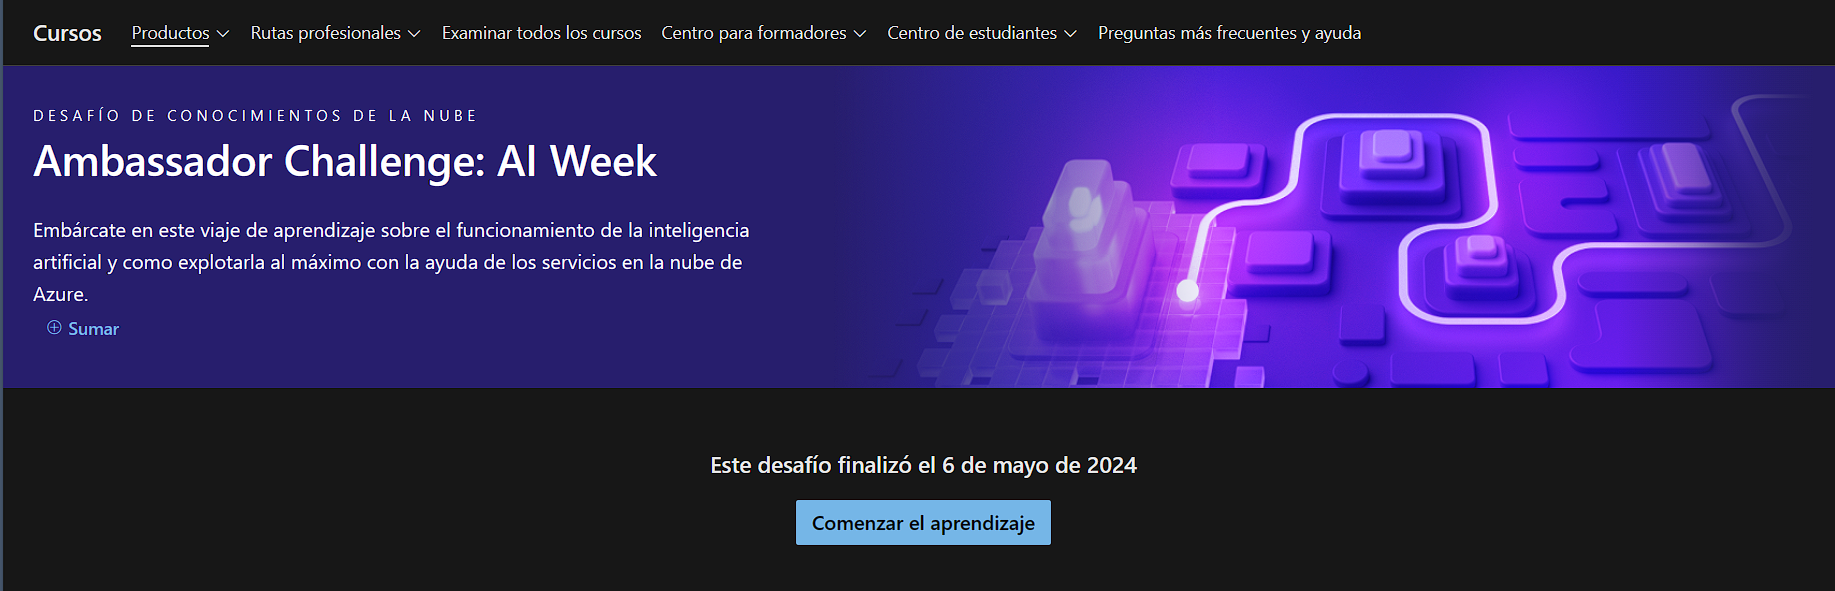 Cursos Productos Rutas profesionales Examinar todos los cursos Centro para formadores Centro de estudiantes Preguntas más frecuentes y ayuda
DESAFÍO DE CONOCIMIENTOS DE LA NUBE
Ambassador Challenge: AI Week
Embárcate en este viaje de aprendizaje sobre el funcionamiento de la inteligencia
artificial y como explotarla al máximo con la ayuda de los servicios en la nube de
Azure.
Sumar
Este desafío finalizó el 6 de mayo de 2024
Comenzar el aprendizaje